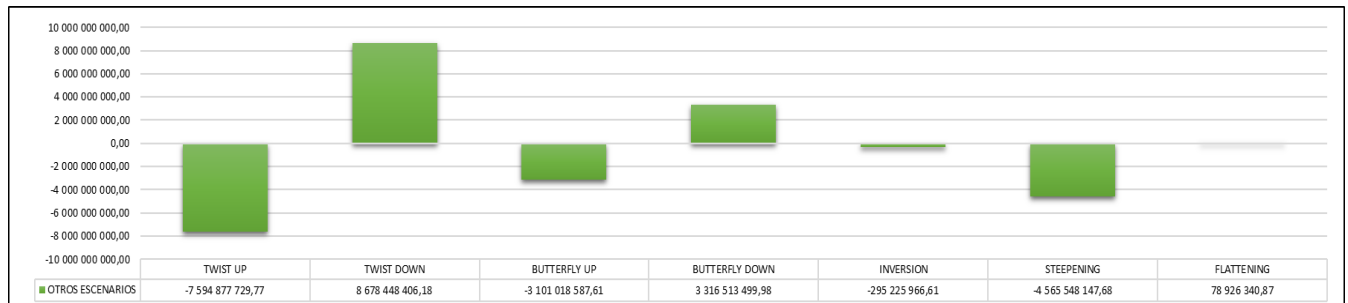 10 000 000 000,00
8 000 000 000,00
6 000 000 000,00
4 000 000 000,00
2 000 000 000,00
0,00
-2 000 000 000,00
-4 000 000 000,00
-6 000 000 000,00
-8 000 000 000,00
-10 000 000 000,00
TWIST UP TWIST DOWN BUTTERFLY UP BUTTERFLY DOWN INVERSION STEEPENING FLATTENING
OTROS ESCENARIOS -7 594 877 729,77 8 678 448 406,18 -3 101 018 587,61 3 316 513 499,98 -295 225 966,61 -4 565 548 147,68 78 926 340,87